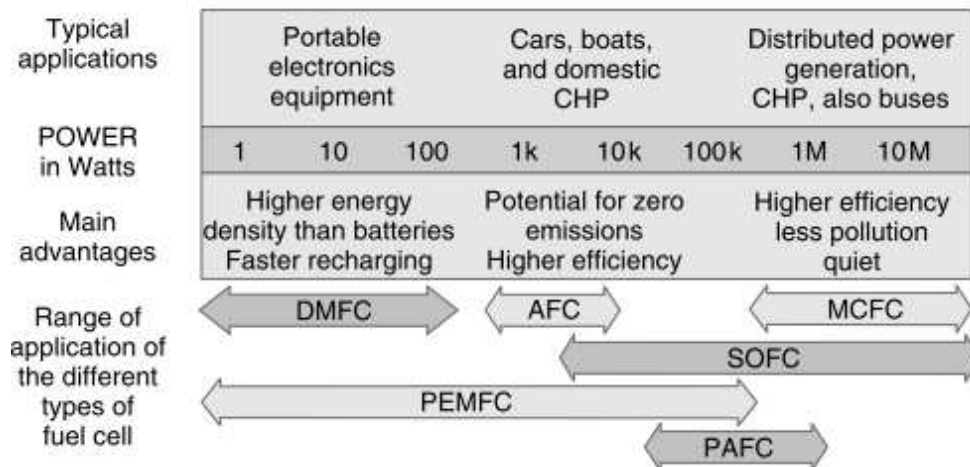 Typical
applications
Portable
electronics
equipment
Cars, boats,
and domestic
CHP
Distributed power
generation,
CHP, also buses
POWER
in Watts
1 10 100 1k 10k 100k 1M 10M
Main
advantages
Higher energy
density than batteries
Faster recharging
Potential for zero
emissions
Higher efficiency
Higher efficiency
less pollution
quiet
Range of
application of
the different
types of
fuel cell
DMFC
AFC
MCFC
SOFC
PEMFC
PAFC